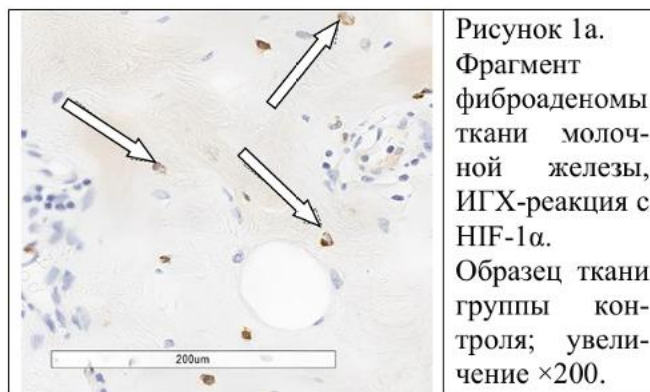 Рисунок 1а.
Фрагмент
фиброаденомы
ткани молоч-
ной железы,
ИГХ-реакция с
HIF-1α.
Образец ткани
группы кон-
троля; увели-
чение ×200.
200um